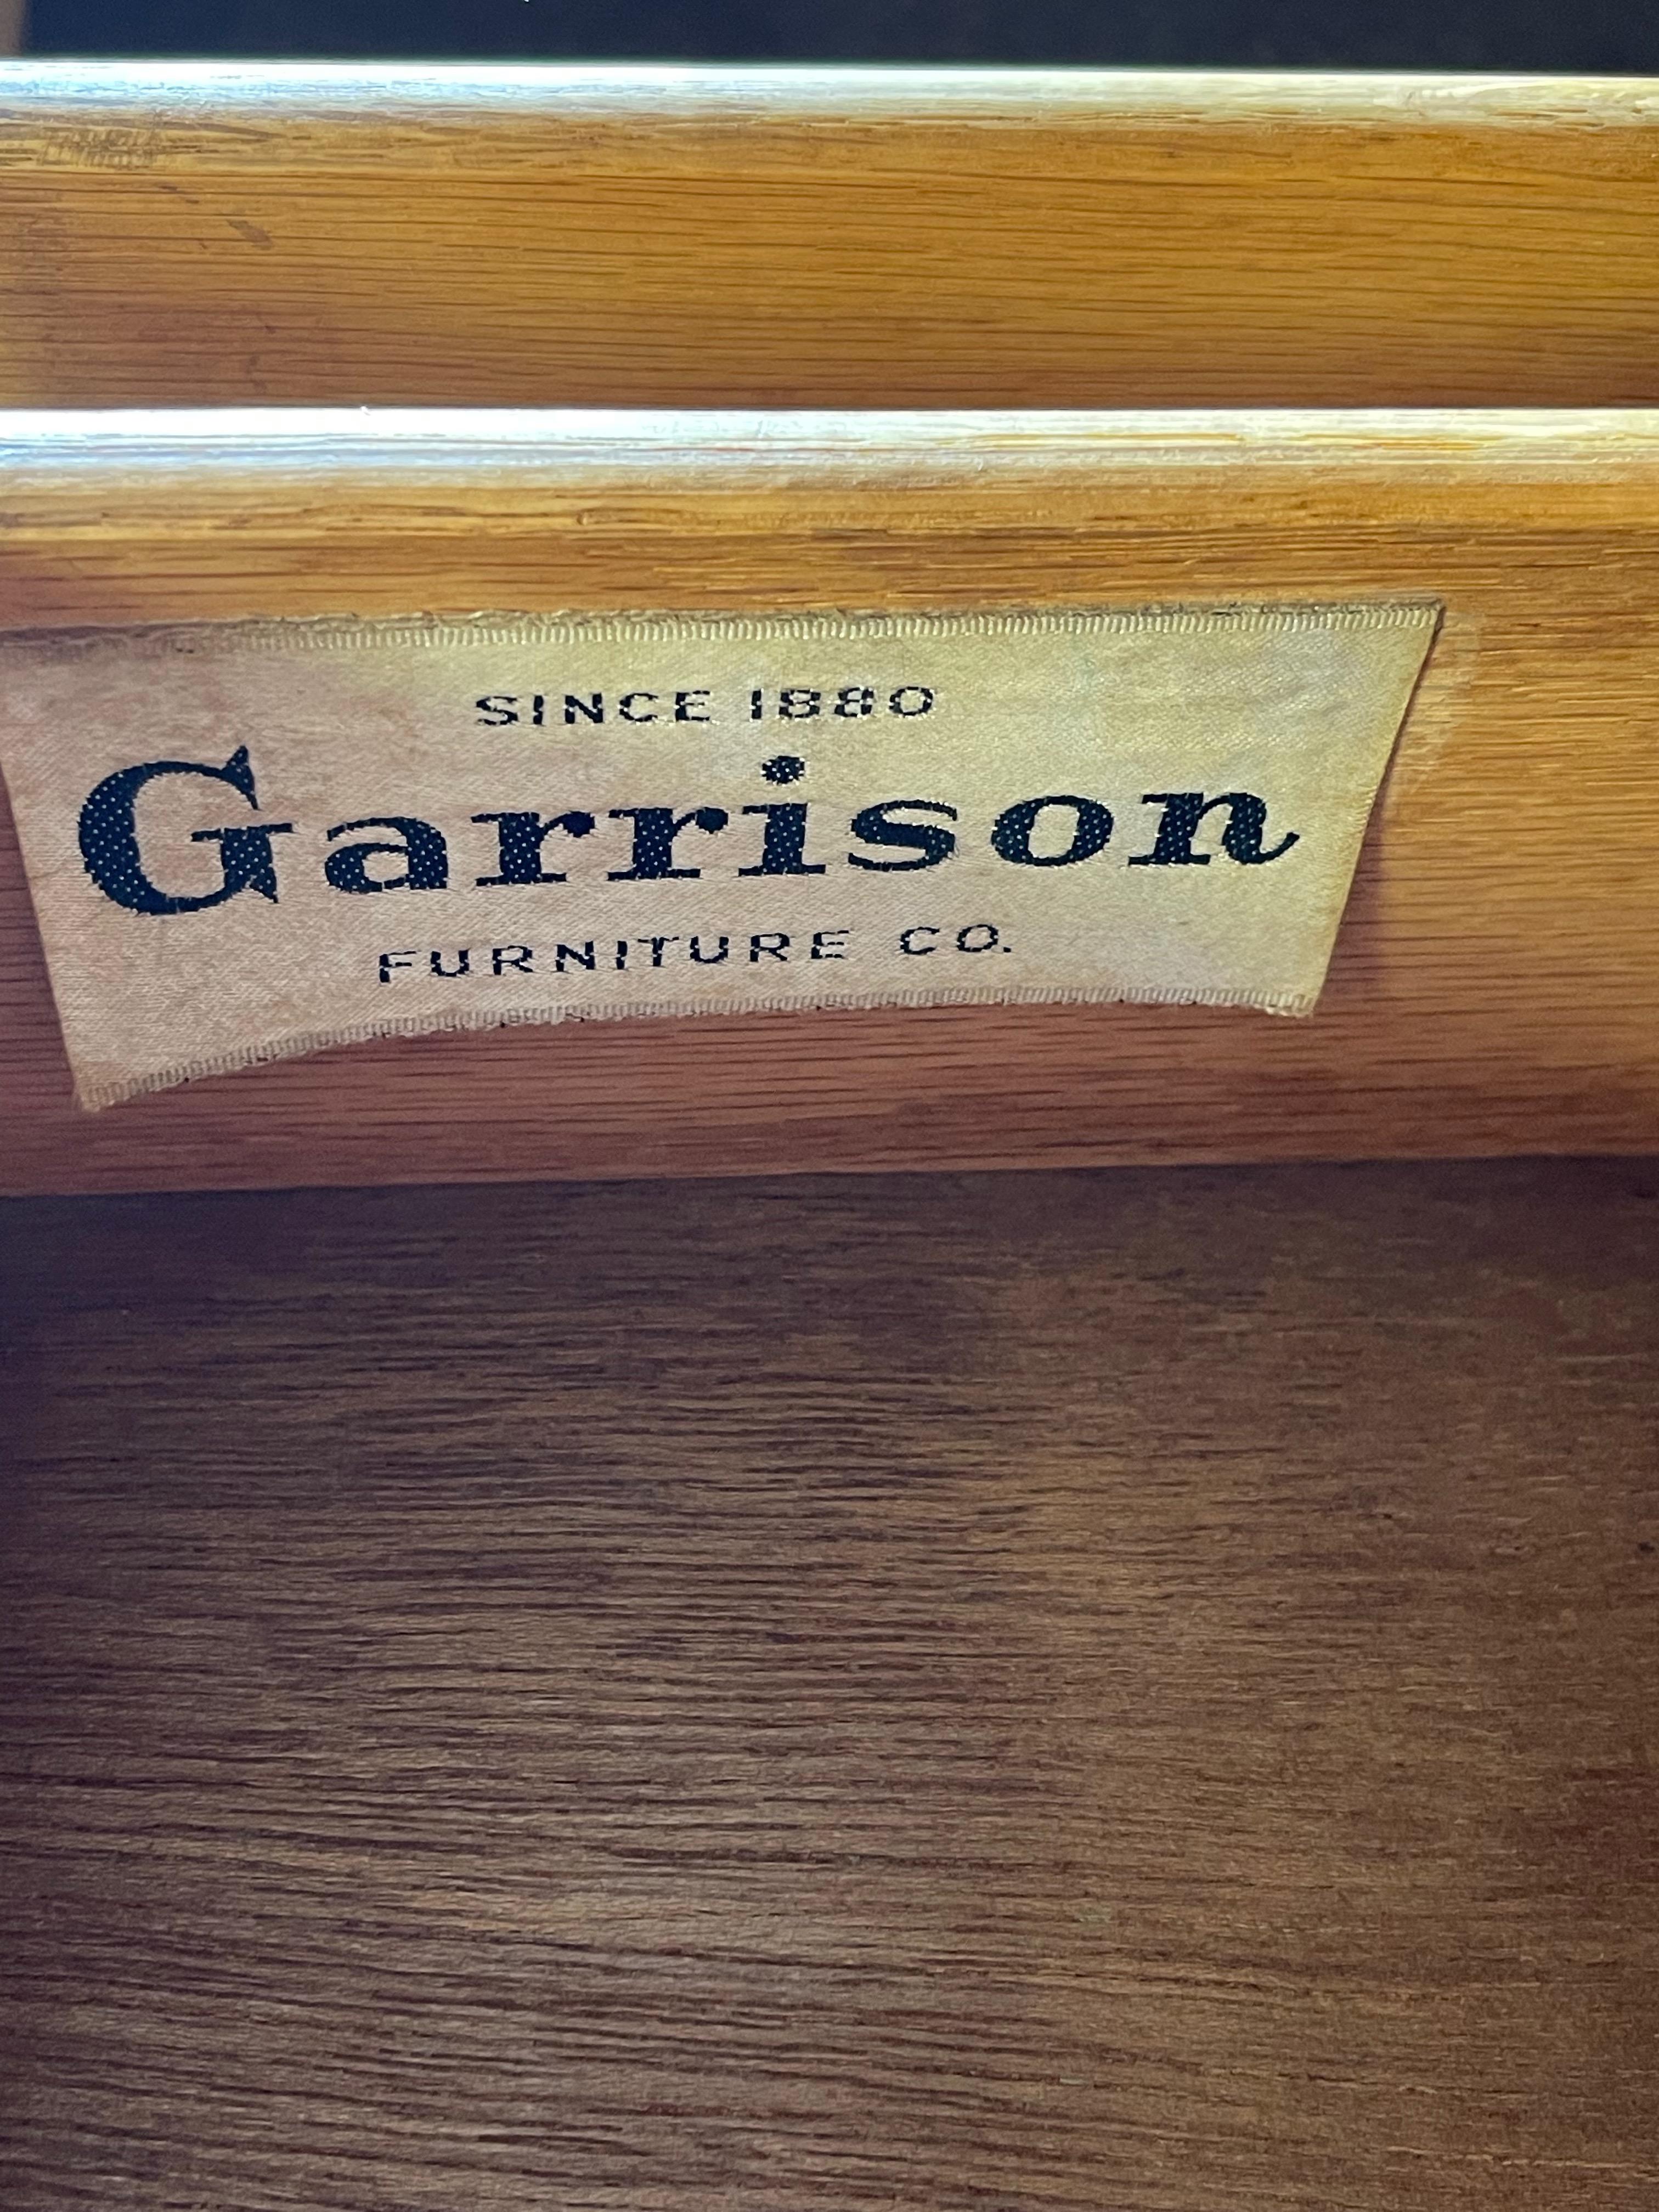 SINCE 1880
Garrison
FURNITURE CO.